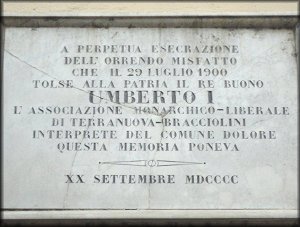 A PERPETUA ESECRAZIONE
DELL'ORRENDO MISFATTO
CHE IL 29 LUGLIO 1900
TOLSE ALLA PATRIA IL RE BUONO
UMBERTO I
L'ASSOCIAZIONE MONARCHICO-LIBERALE
DI TERRANUOVA-BRACCIOLINI
INTERPRETE DEL COMUNE DOLORE
QUESTA MEMORIA PONEVA
XX SETTEMBRE MDCCCC